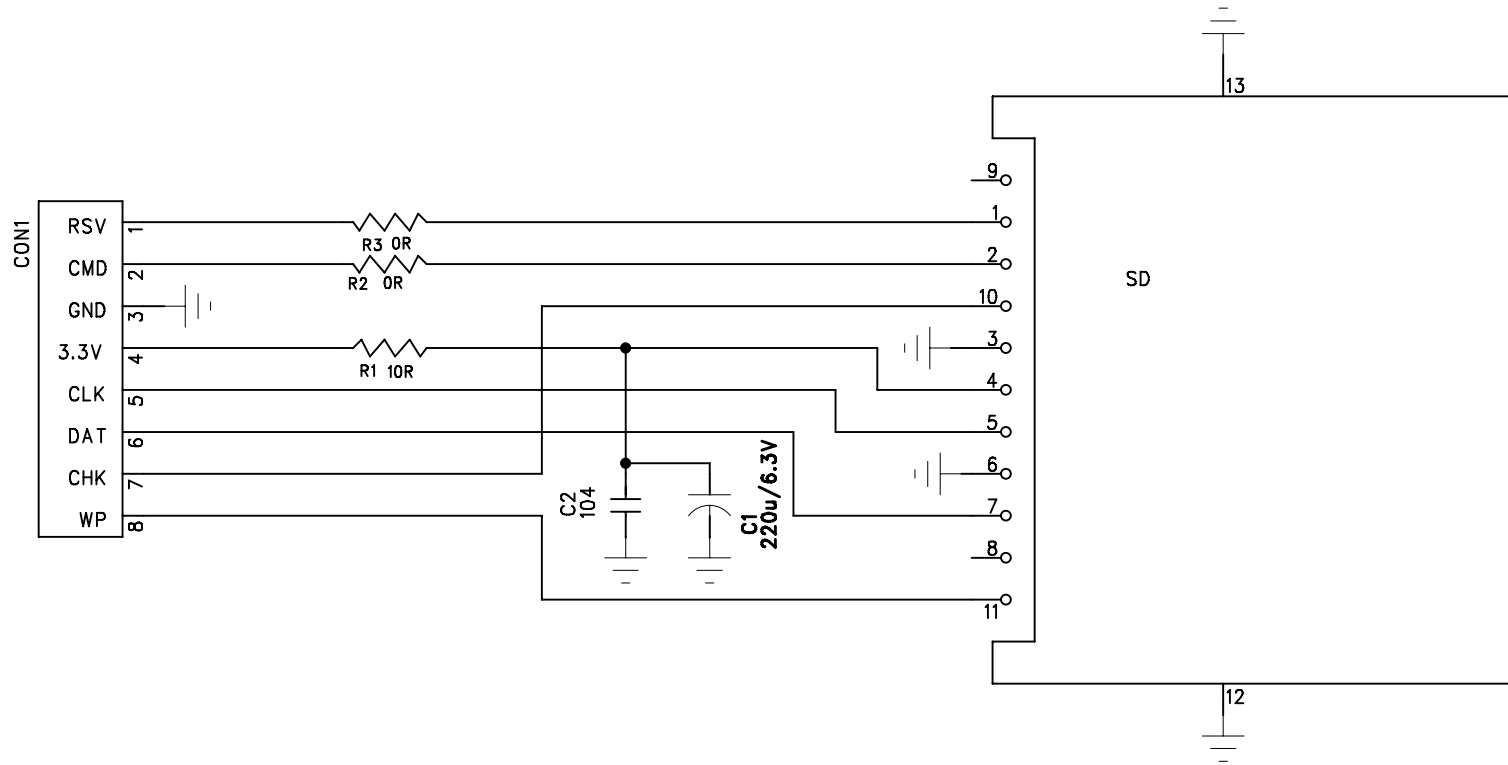 CON1
RSV 1
CMD 2
GND 3
3.3V 4
CLK 5
DAT 6
CHK 7
WP 8
R3 0R
R2 0R
R1 10R
C2
104
C1
220u/6.3V
13
9
1
2
10
3
4
5
6
7
8
11
SD
12